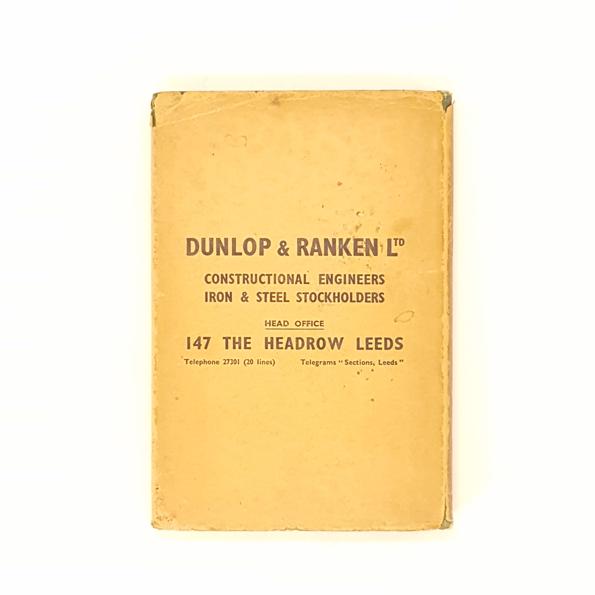 DUNLOP & RANKEN LTD
CONSTRUCTIONAL ENGINEERS
IRON & STEEL STOCKHOLDERS
HEAD OFFICE
147 THE HEADROW LEEDS
Telephone 27301 (20 lines) Telegrams "Sections, Leeds"